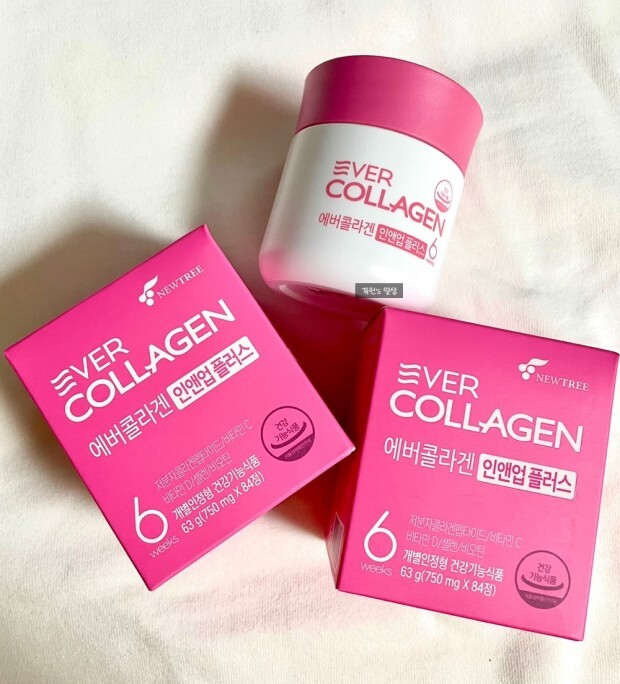 EVER
COLLAGEN
에버콜라겐 인앤업 플러스
6
weeks
NEWTREE
EVER
COLLAGEN
에버콜라겐 인앤업 플러스
건강
기능식품
저분자콜라겐펩타이드/비타민 C
비타민 D/셀렌/비오틴
개별인정형 건강기능식품
63 g(750 mg X 84정)
6
weeks
NEWTREE
EVER
COLLAGEN
에버콜라겐 인앤업 플러스
저분자콜라겐펩타이드/비타민 C
비타민 D/셀렌/비오틴
개별인정형 건강기능식품
63 g(750 mg X 84정)
6
weeks
건강
기능식품